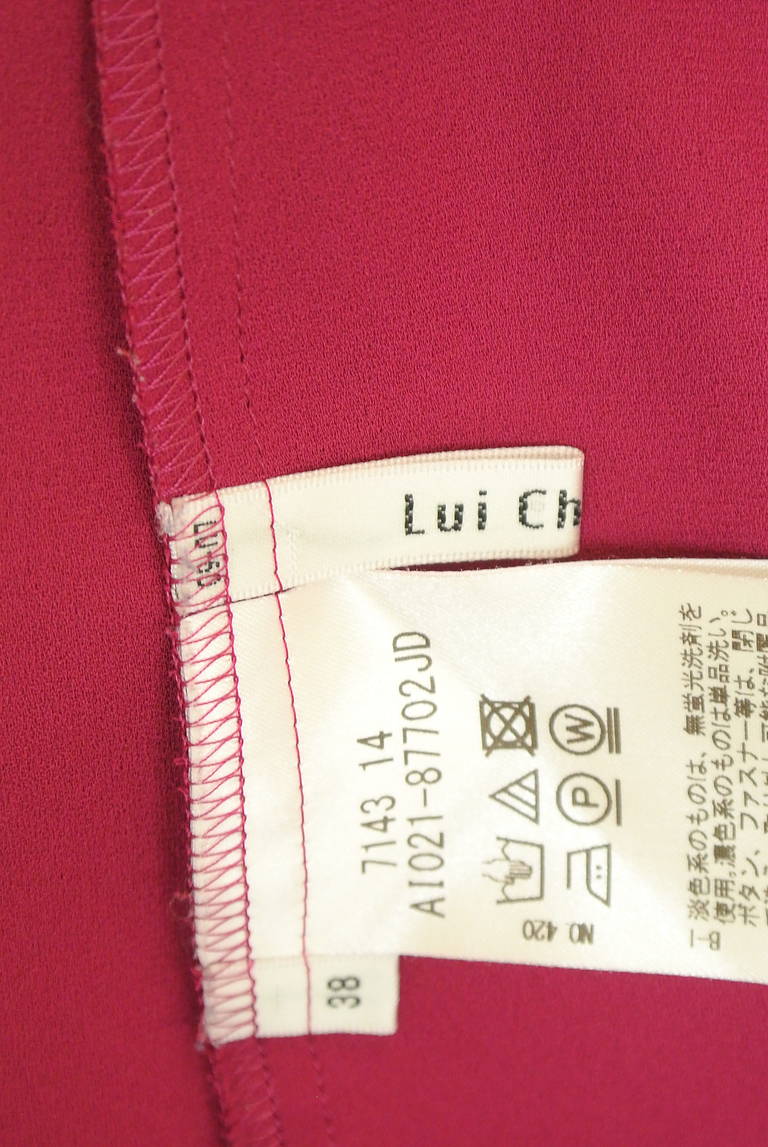 Lui Ch
7143 14
AI021-87702JD
W
P
NO 420
淡色系のものは、無蛍光洗剤を
使用。濃色系のものは単品洗い。
ボタン、ファスナー等は、閉じ
38